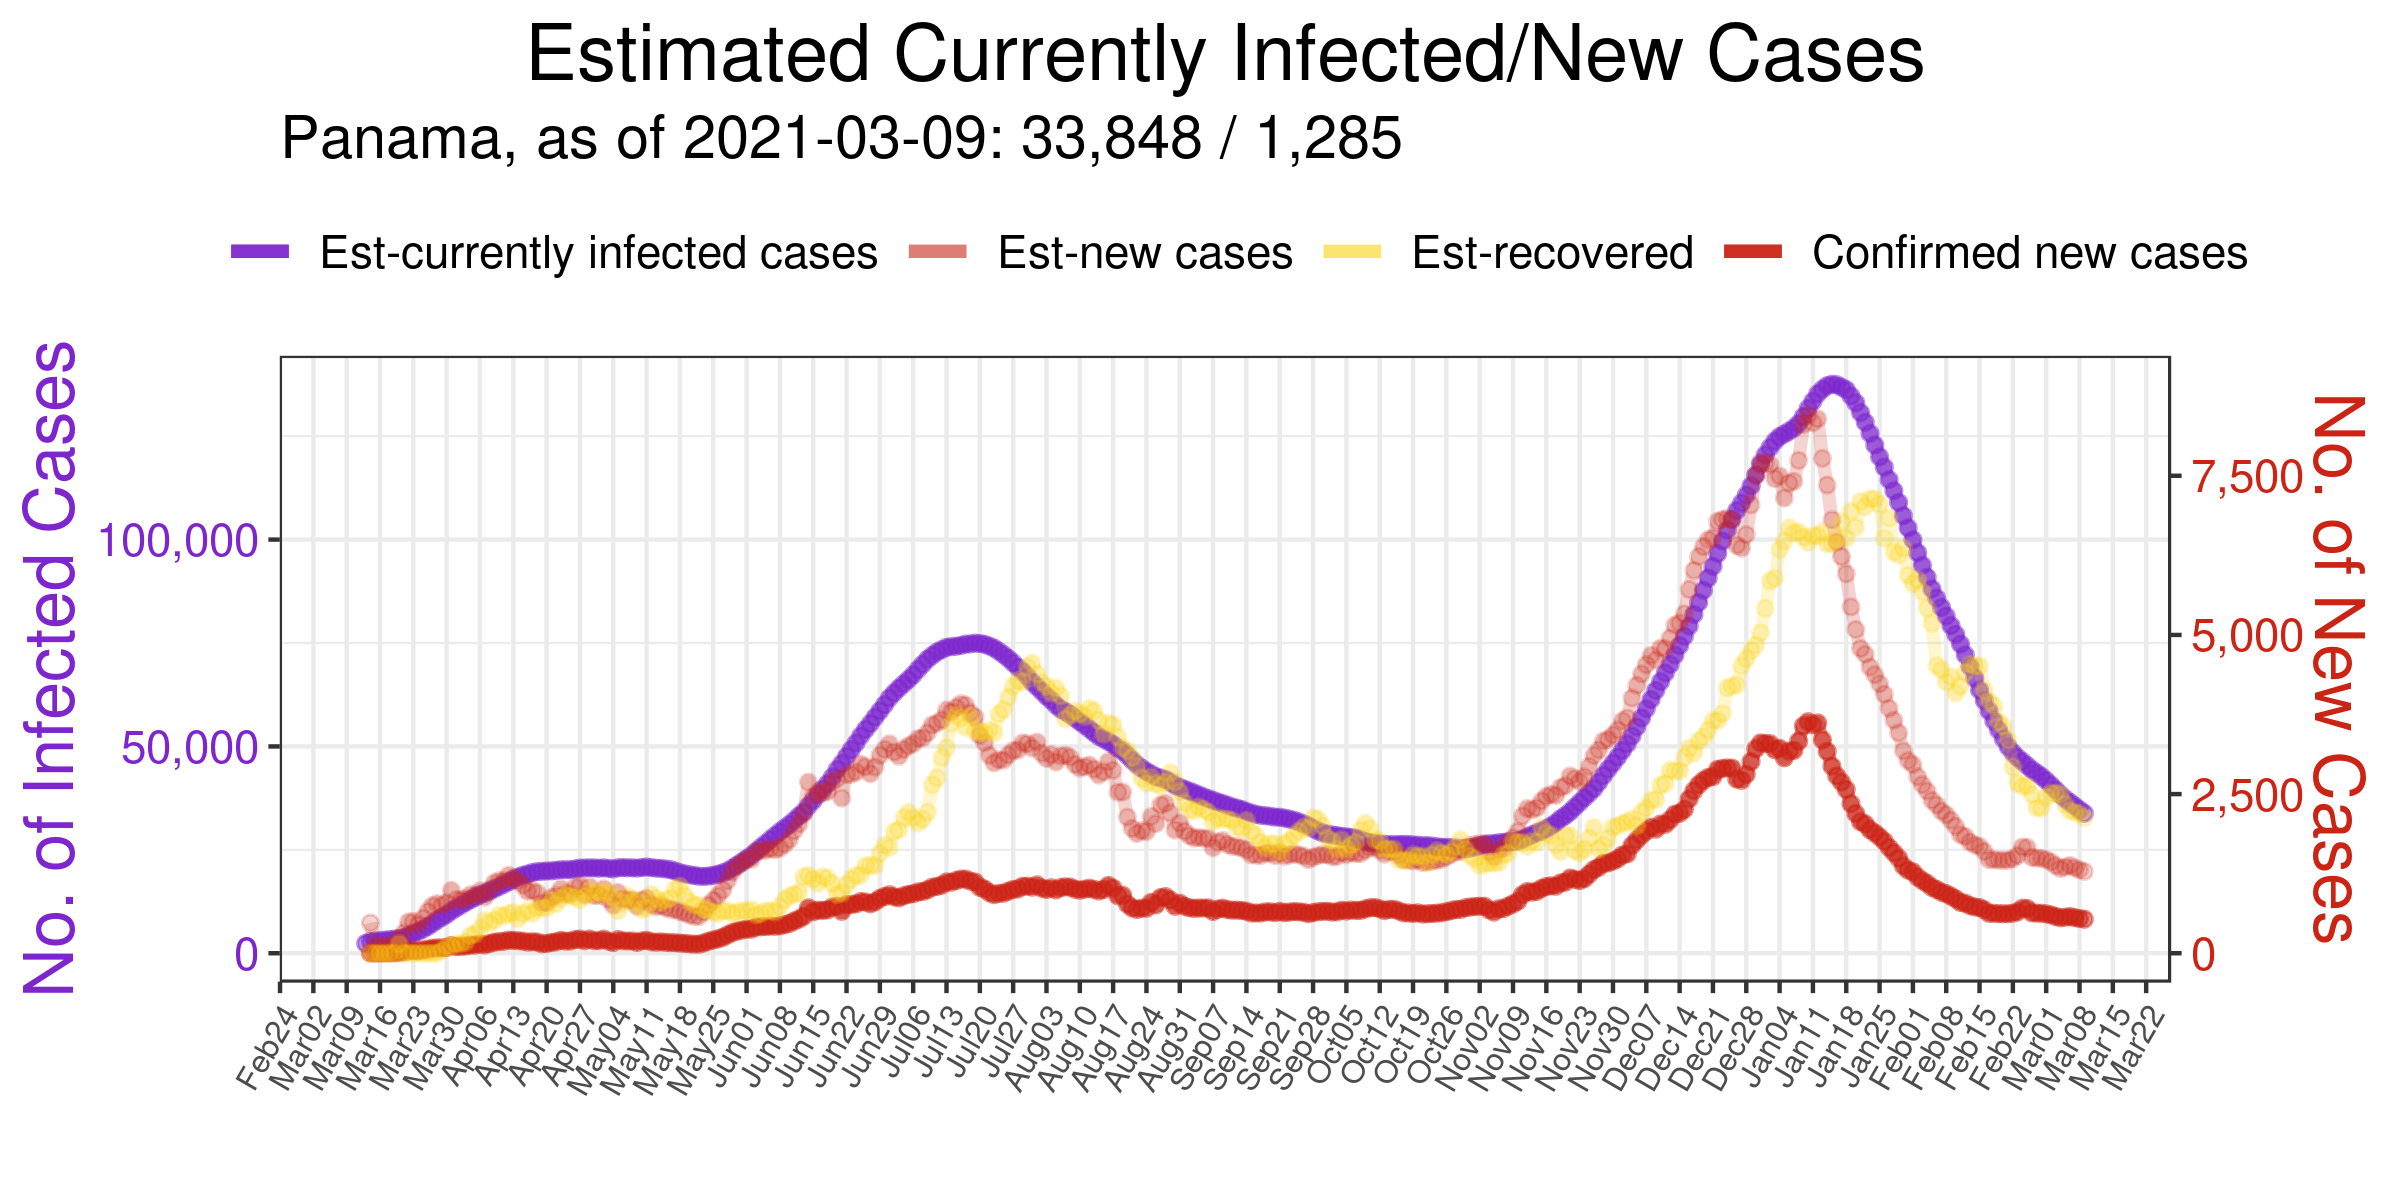 Estimated Currently Infected/New Cases
Panama, as of 2021-03-09: 33,848 / 1,285
Est-currently infected cases Est-new cases Est-recovered Confirmed new cases
No. of Infected Cases
100,000
50,000
0
7,500
5,000
2,500
0
No. of New Cases
Feb24 Mar02 Mar09 Mar16 Mar23 Mar30 Apr06 Apr13 Apr20 Apr27 May04 May11 May18 May25 Jun01 Jun08 Jun15 Jun22 Jun29 Jul06 Jul13 Jul20 Jul27 Aug03 Aug10 Aug17 Aug24 Aug31 Sep07 Sep14 Sep21 Sep28 Oct05 Oct12 Oct19 Oct26 Nov02 Nov09 Nov16 Nov23 Nov30 Dec07 Dec14 Dec21 Dec28 Jan04 Jan11 Jan18 Jan25 Feb01 Feb08 Feb15 Feb22 Mar01 Mar08 Mar15 Mar22